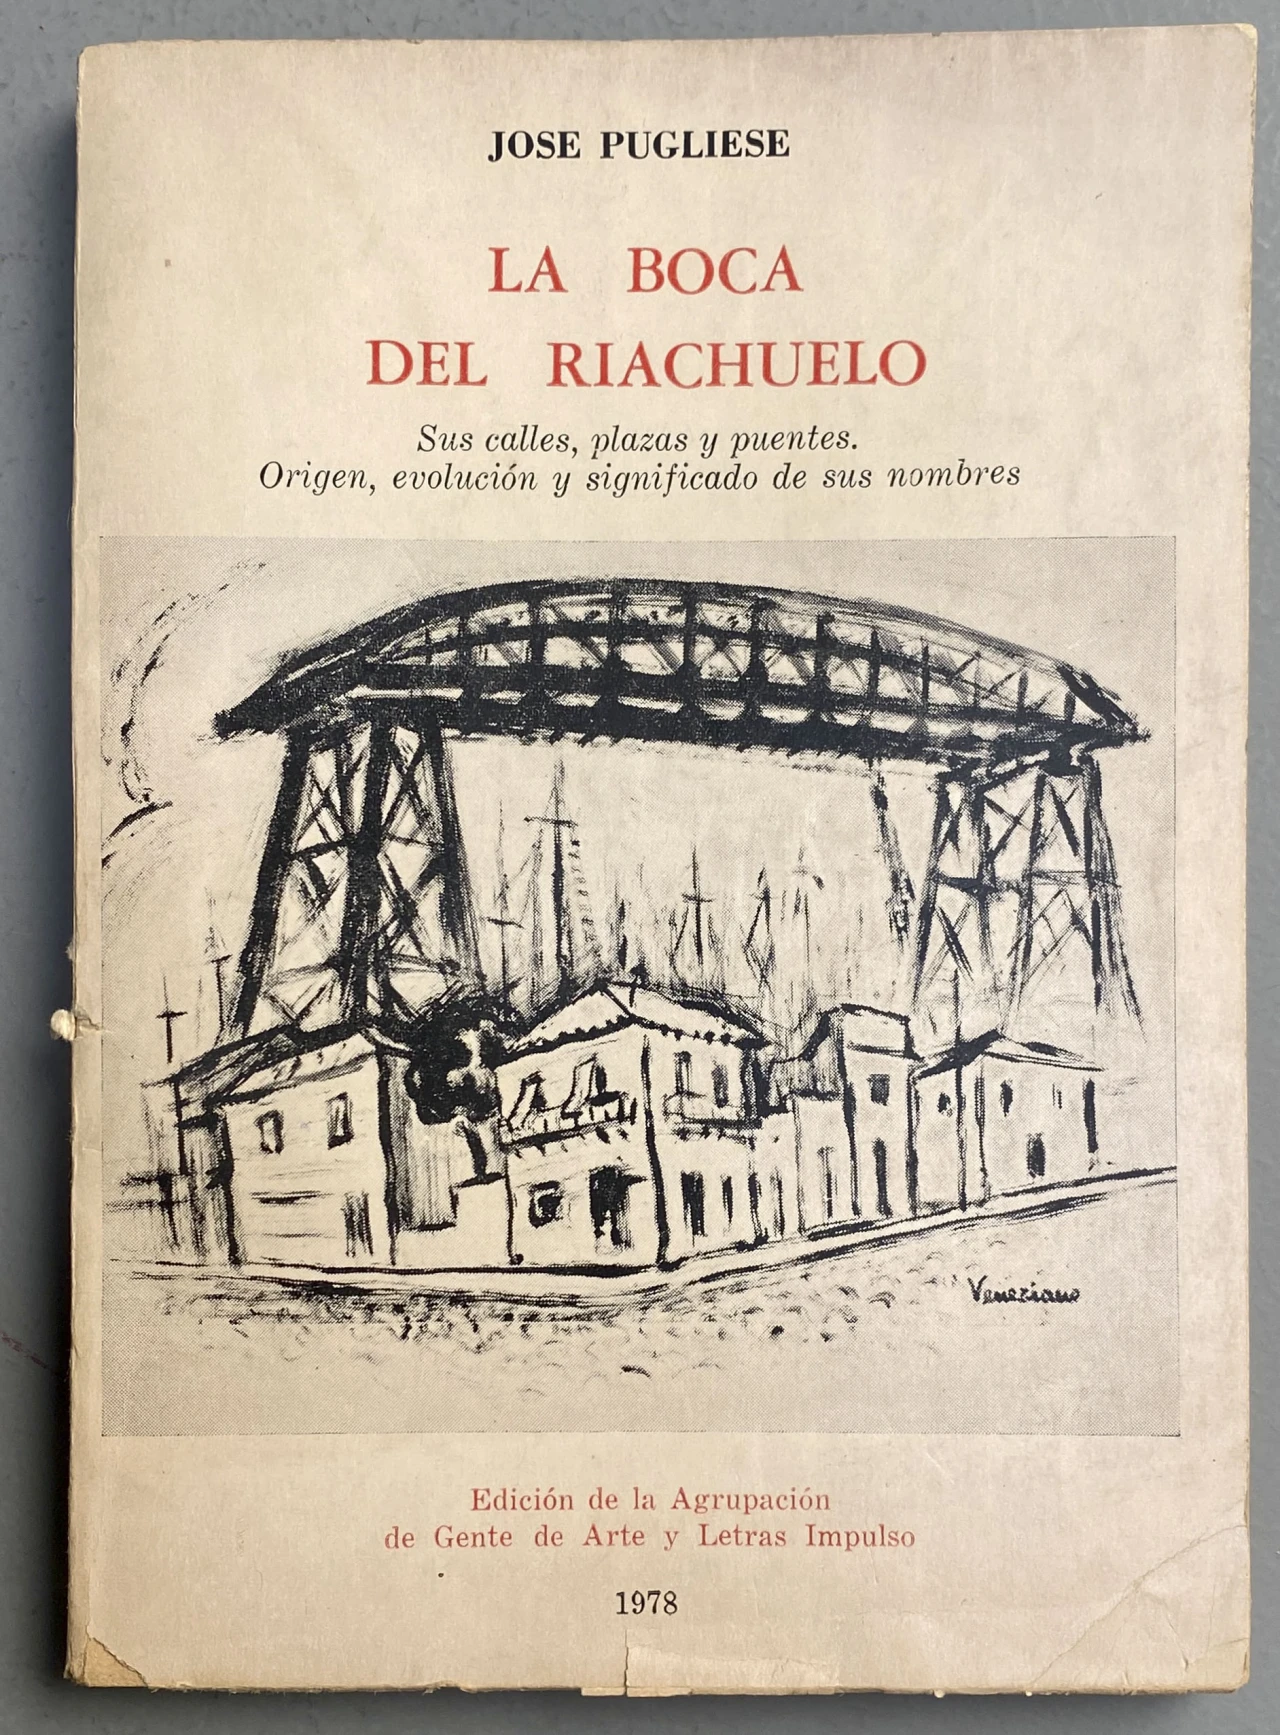 JOSE PUGLIESE
LA BOCA
DEL RIACHUELO
Sus calles, plazas y puentes.
Origen, evolución y significado de sus nombres
Veneziano
Edición de la Agrupación
de Gente de Arte y Letras Impulso
1978